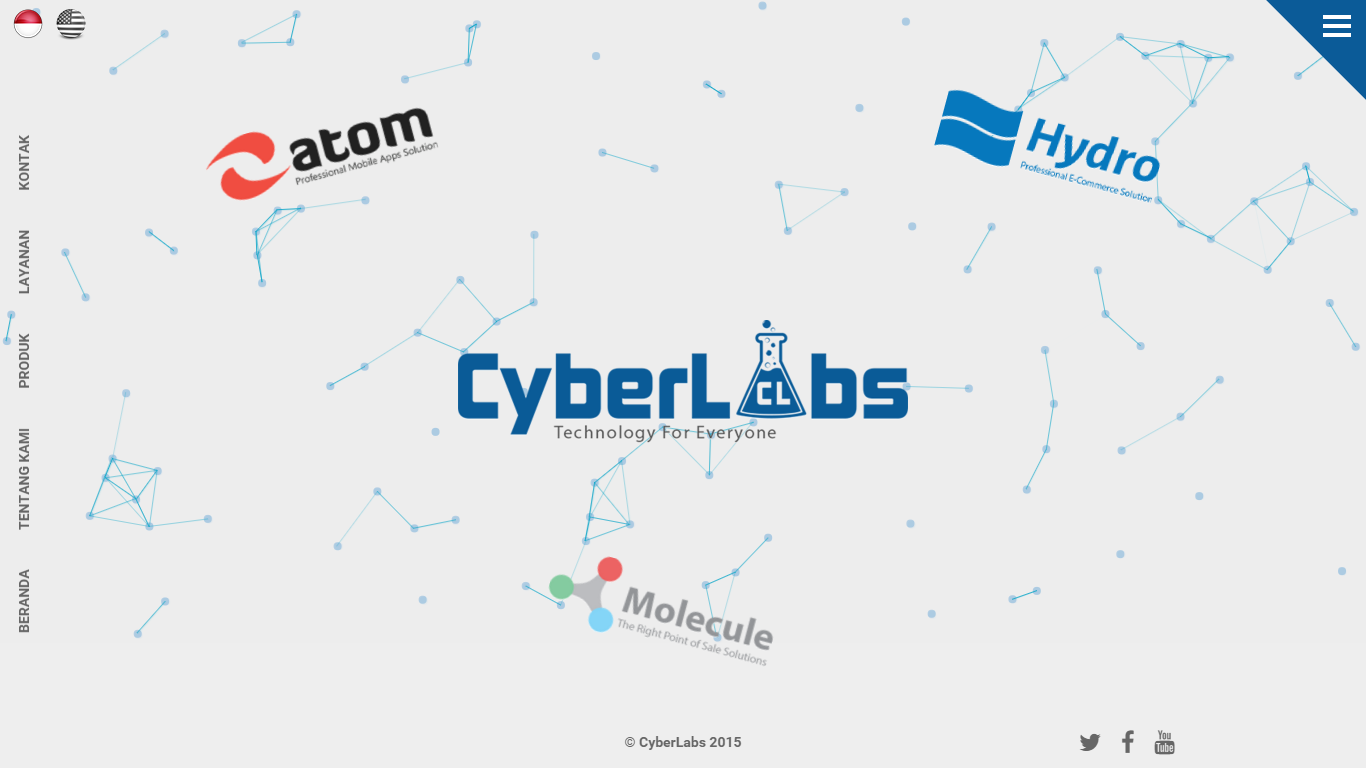 KONTAK
LAYANAN
PRODUK
TENTANG KAMI
BERANDA
atom
Professional Mobile Apps Solution
Hydro
Professional E-Commerce Solution
CyberLabs
CL
Technology For Everyone
Molecule
The Right Point of Sale Solutions
© CyberLabs 2015
You
Tube